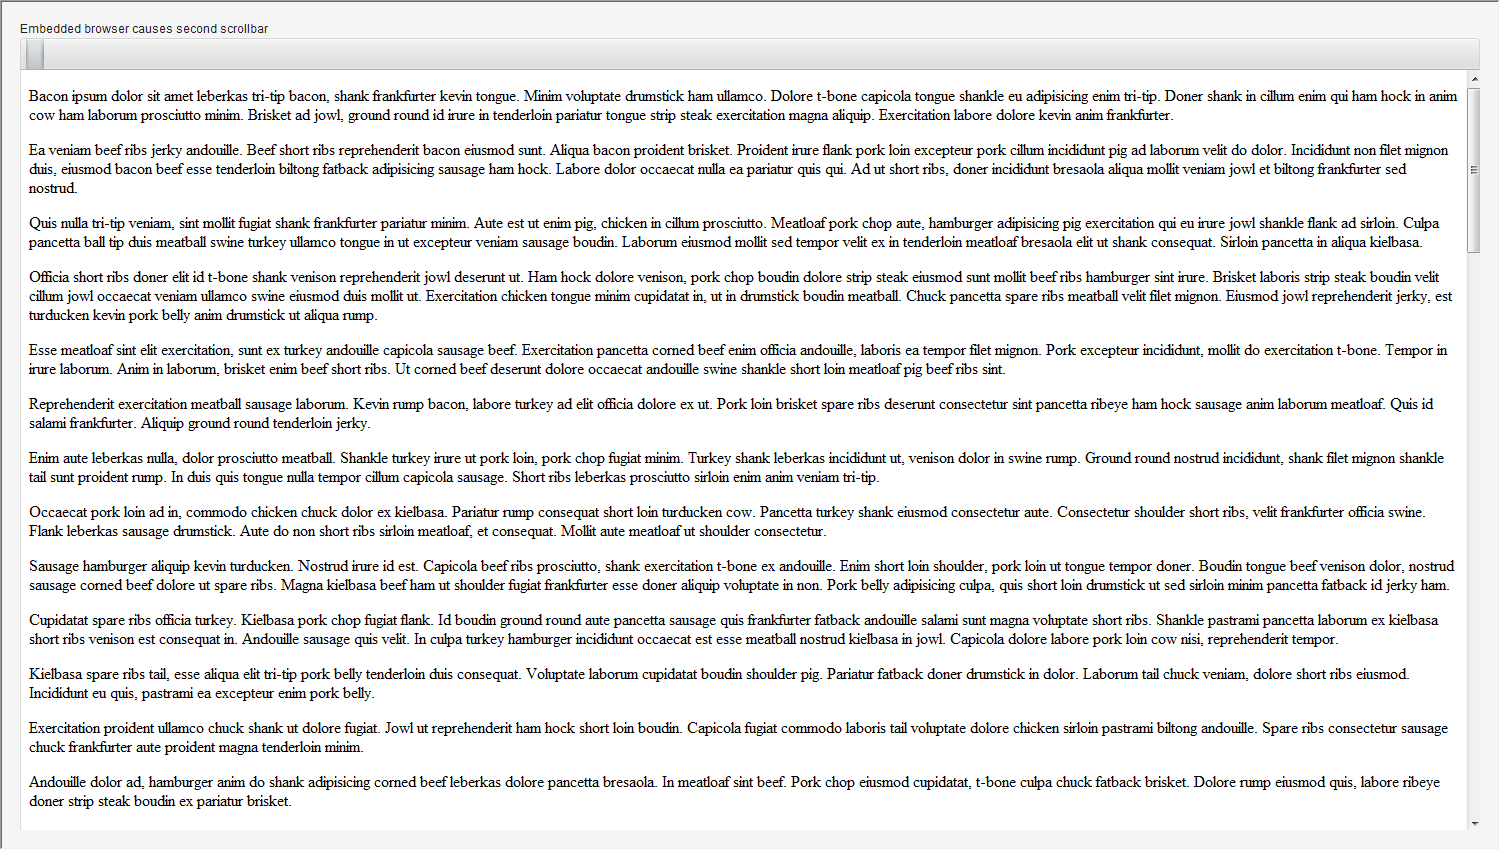 Embedded browser causes second scrollbar
Bacon ipsum dolor sit amet leberkas tri-tip bacon, shank frankfurter kevin tongue. Minim voluptate drumstick ham ullamco. Dolore t-bone capicola tongue shankle eu adipisicing enim tri-tip. Doner shank in cillum enim qui ham hock in anim
cow ham laborum prosciutto minim. Brisket ad jowl, ground round id irure in tenderloin pariatur tongue strip steak exercitation magna aliquip. Exercitation labore dolore kevin anim frankfurter.
Ea veniam beef ribs jerky andouille. Beef short ribs reprehenderit bacon eiusmod sunt. Aliqua bacon proident brisket. Proident irure flank pork loin excepteur pork cillum incididunt pig ad laborum velit do dolor. Incididunt non filet mignon
duis, eiusmod bacon beef esse tenderloin biltong fatback adipisicing sausage ham hock. Labore dolor occaecat nulla ea pariatur quis qui. Ad ut short ribs, doner incididunt bresaola aliqua mollit veniam jowl et biltong frankfurter sed
nostrud.
Quis nulla tri-tip veniam, sint mollit fugiat shank frankfurter pariatur minim. Aute est ut enim pig, chicken in cillum prosciutto. Meatloaf pork chop aute, hamburger adipisicing pig exercitation qui eu irure jowl shankle flank ad sirloin. Culpa
pancetta ball tip duis meatball swine turkey ullamco tongue in ut excepteur veniam sausage boudin. Laborum eiusmod mollit sed tempor velit ex in tenderloin meatloaf bresaola elit ut shank consequat. Sirloin pancetta in aliqua kielbasa.
Officia short ribs doner elit id t-bone shank venison reprehenderit jowl deserunt ut. Ham hock dolore venison, pork chop boudin dolore strip steak eiusmod sunt mollit beef ribs hamburger sint irure. Brisket laboris strip steak boudin velit
cillum jowl occaecat veniam ullamco swine eiusmod duis mollit ut. Exercitation chicken tongue minim cupidatat in, ut in drumstick boudin meatball. Chuck pancetta spare ribs meatball velit filet mignon. Eiusmod jowl reprehenderit jerky, est
turducken kevin pork belly anim drumstick ut aliqua rump.
Esse meatloaf sint elit exercitation, sunt ex turkey andouille capicola sausage beef. Exercitation pancetta corned beef enim officia andouille, laboris ea tempor filet mignon. Pork excepteur incididunt, mollit do exercitation t-bone. Tempor in
irure laborum. Anim in laborum, brisket enim beef short ribs. Ut corned beef deserunt dolore occaecat andouille swine shankle short loin meatloaf pig beef ribs sint.
Reprehenderit exercitation meatball sausage laborum. Kevin rump bacon, labore turkey ad elit officia dolore ex ut. Pork loin brisket spare ribs deserunt consectetur sint pancetta ribeye ham hock sausage anim laborum meatloaf. Quis id
salami frankfurter. Aliquip ground round tenderloin jerky.
Enim aute leberkas nulla, dolor prosciutto meatball. Shankle turkey irure ut pork loin, pork chop fugiat minim. Turkey shank leberkas incididunt ut, venison dolor in swine rump. Ground round nostrud incididunt, shank filet mignon shankle
tail sunt proident rump. In duis quis tongue nulla tempor cillum capicola sausage. Short ribs leberkas prosciutto sirloin enim anim veniam tri-tip.
Occaecat pork loin ad in, commodo chicken chuck dolor ex kielbasa. Pariatur rump consequat short loin turducken cow. Pancetta turkey shank eiusmod consectetur aute. Consectetur shoulder short ribs, velit frankfurter officia swine.
Flank leberkas sausage drumstick. Aute do non short ribs sirloin meatloaf, et consequat. Mollit aute meatloaf ut shoulder consectetur.
Sausage hamburger aliquip kevin turducken. Nostrud irure id est. Capicola beef ribs prosciutto, shank exercitation t-bone ex andouille. Enim short loin shoulder, pork loin ut tongue tempor doner. Boudin tongue beef venison dolor, nostrud
sausage corned beef dolore ut spare ribs. Magna kielbasa beef ham ut shoulder fugiat frankfurter esse doner aliquip voluptate in non. Pork belly adipisicing culpa, quis short loin drumstick ut sed sirloin minim pancetta fatback id jerky ham.
Cupidatat spare ribs officia turkey. Kielbasa pork chop fugiat flank. Id boudin ground round aute pancetta sausage quis frankfurter fatback andouille salami sunt magna voluptate short ribs. Shankle pastrami pancetta laborum ex kielbasa
short ribs venison est consequat in. Andouille sausage quis velit. In culpa turkey hamburger incididunt occaecat est esse meatball nostrud kielbasa in jowl. Capicola dolore labore pork loin cow nisi, reprehenderit tempor.
Kielbasa spare ribs tail, esse aliqua elit tri-tip pork belly tenderloin duis consequat. Voluptate laborum cupidatat boudin shoulder pig. Pariatur fatback doner drumstick in dolor. Laborum tail chuck veniam, dolore short ribs eiusmod.
Incididunt eu quis, pastrami ea excepteur enim pork belly.
Exercitation proident ullamco chuck shank ut dolore fugiat. Jowl ut reprehenderit ham hock short loin boudin. Capicola fugiat commodo laboris tail voluptate dolore chicken sirloin pastrami biltong andouille. Spare ribs consectetur sausage
chuck frankfurter aute proident magna tenderloin minim.
Andouille dolor ad, hamburger anim do shank adipisicing corned beef leberkas dolore pancetta bresaola. In meatloaf sint beef. Pork chop eiusmod cupidatat, t-bone culpa chuck fatback brisket. Dolore rump eiusmod quis, labore ribeye
doner strip steak boudin ex pariatur brisket.